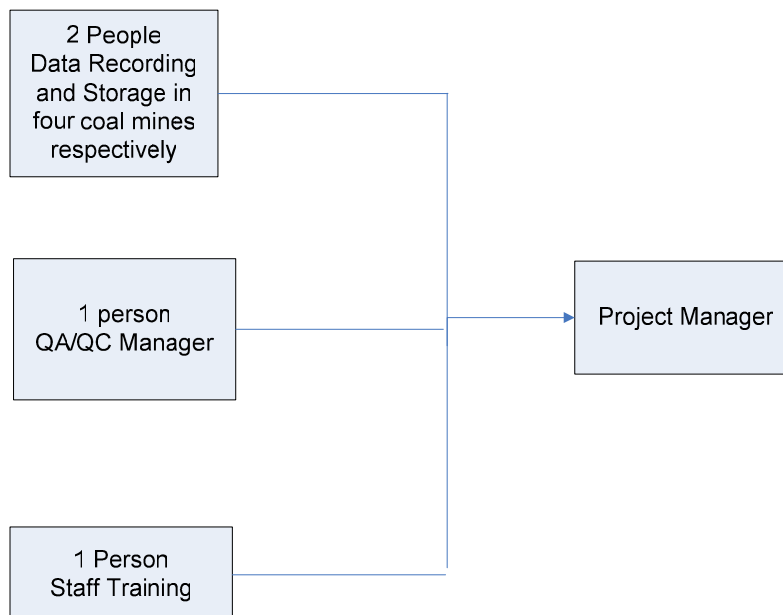 2 People
Data Recording
and Storage in
four coal mines
respectively
1 person
QA/QC Manager
Project Manager
1 Person
Staff Training